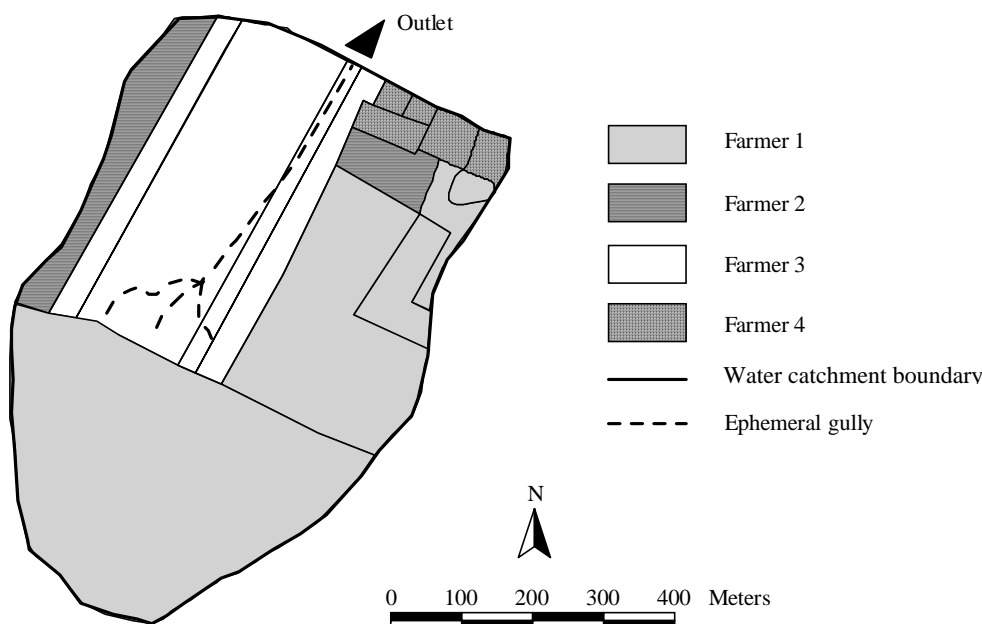 Outlet
Farmer 1
Farmer 2
Farmer 3
Farmer 4
Water catchment boundary
Ephemeral gully
N
0 100 200 300 400 Meters